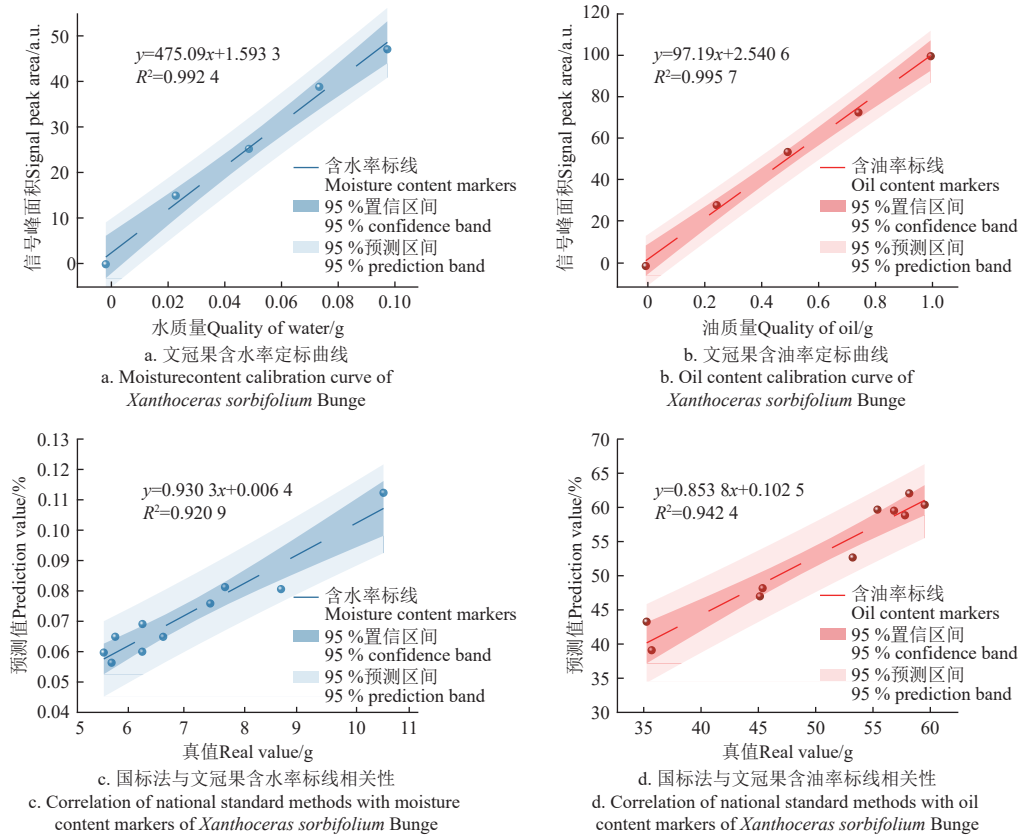 信号峰面积Signal peak area/a.u.
50
40
30
20
10
0
y=475.09x+1.593 3
R²=0.992 4
含水率标线
Moisture content markers
95 %置信区间
95 % confidence band
95 %预测区间
95 % prediction band
0
0.02
0.04
0.06
0.08
0.10
水质量Quality of water/g
a. 文冠果含水率定标曲线
a. Moisturecontent calibration curve of
Xanthoceras sorbifolium Bunge
信号峰面积Signal peak area/a.u.
120
100
80
60
40
20
0
y=97.19x+2.540 6
R²=0.995 7
含油率标线
Oil content markers
95 %置信区间
95 % confidence band
95 %预测区间
95 % prediction band
0
0.2
0.4
0.6
0.8
1.0
油质量Quality of oil/g
b. 文冠果含油率定标曲线
b. Oil content calibration curve of
Xanthoceras sorbifolium Bunge
预测值Prediction value/%
0.13
0.12
0.11
0.10
0.09
0.08
0.07
0.06
0.05
0.04
y=0.930 3x+0.006 4
R²=0.920 9
含水率标线
Moisture content markers
95 %置信区间
95 % confidence band
95 %预测区间
95 % prediction band
5
6
7
8
9
10
11
真值Real value/g
c. 国标法与文冠果含水率标线相关性
c. Correlation of national standard methods with moisture
content markers of Xanthoceras sorbifolium Bunge
预测值Prediction value/%
70
65
60
55
50
45
40
35
30
y=0.853 8x+0.102 5
R²=0.942 4
含油率标线
Oil content markers
95 %置信区间
95 % confidence band
95 %预测区间
95 % prediction band
35
40
45
50
55
60
真值Real value/g
d. 国标法与文冠果含油率标线相关性
d. Correlation of national standard methods with oil
content markers of Xanthoceras sorbifolium Bunge